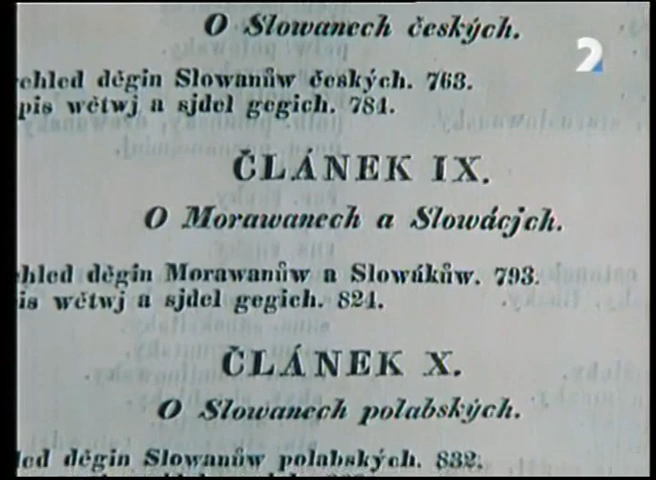 O Slowanech českých.
2
ehled děgin Slowanůw českých. 763.
pis wětwj a sjdel gegich. 784.
ČLÁNEK IX.
O Morawanech a Slowácjch.
hled děgin Morawanůw a Slowákůw. 793.
is wětwj a sjdel gegich. 824.
ČLÁNEK X.
O Slowanech polabských.
led děgin Slowanůw polabských. 832.